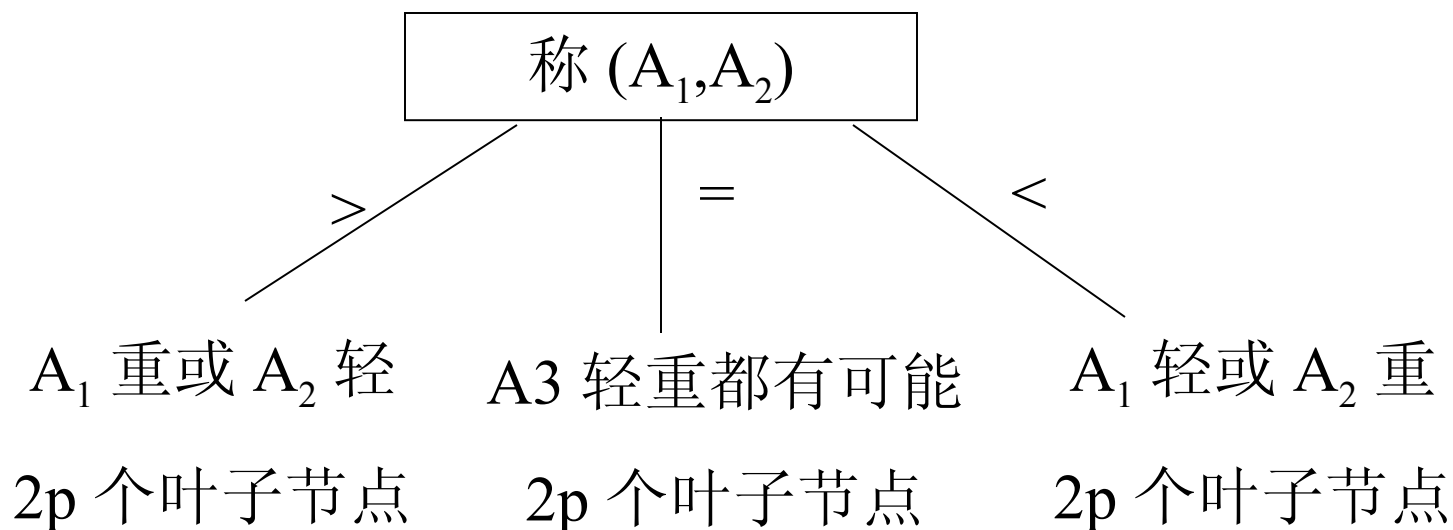 称 (A₁,A₂)
> = <
A₁ 重或 A₂ 轻 A3 轻重都有可能 A₁ 轻或 A₂ 重
2p 个叶子节点 2p 个叶子节点 2p 个叶子节点